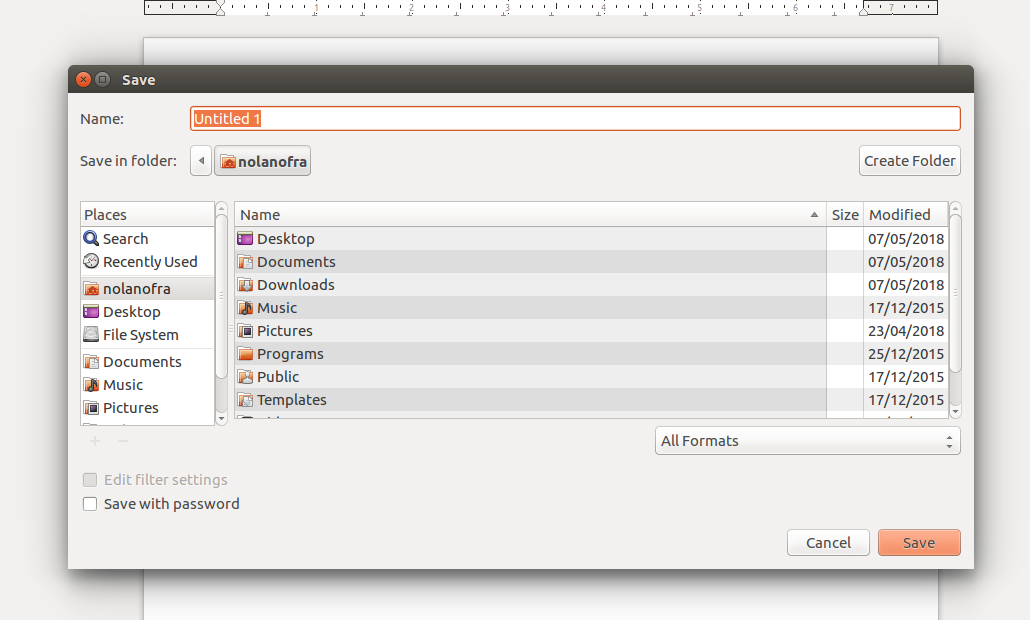 1 2 3 4 5 6 7
Save
Name: Untitled 1
Save in folder: nolanofra Create Folder
Places Name Size Modified
Search Desktop 07/05/2018
Recently Used Documents 07/05/2018
nolanofra Downloads 07/05/2018
Desktop Music 17/12/2015
File System Pictures 23/04/2018
Programs 25/12/2015
Documents Public 17/12/2015
Music Templates 17/12/2015
Pictures
All Formats
Edit filter settings
Save with password
Cancel Save